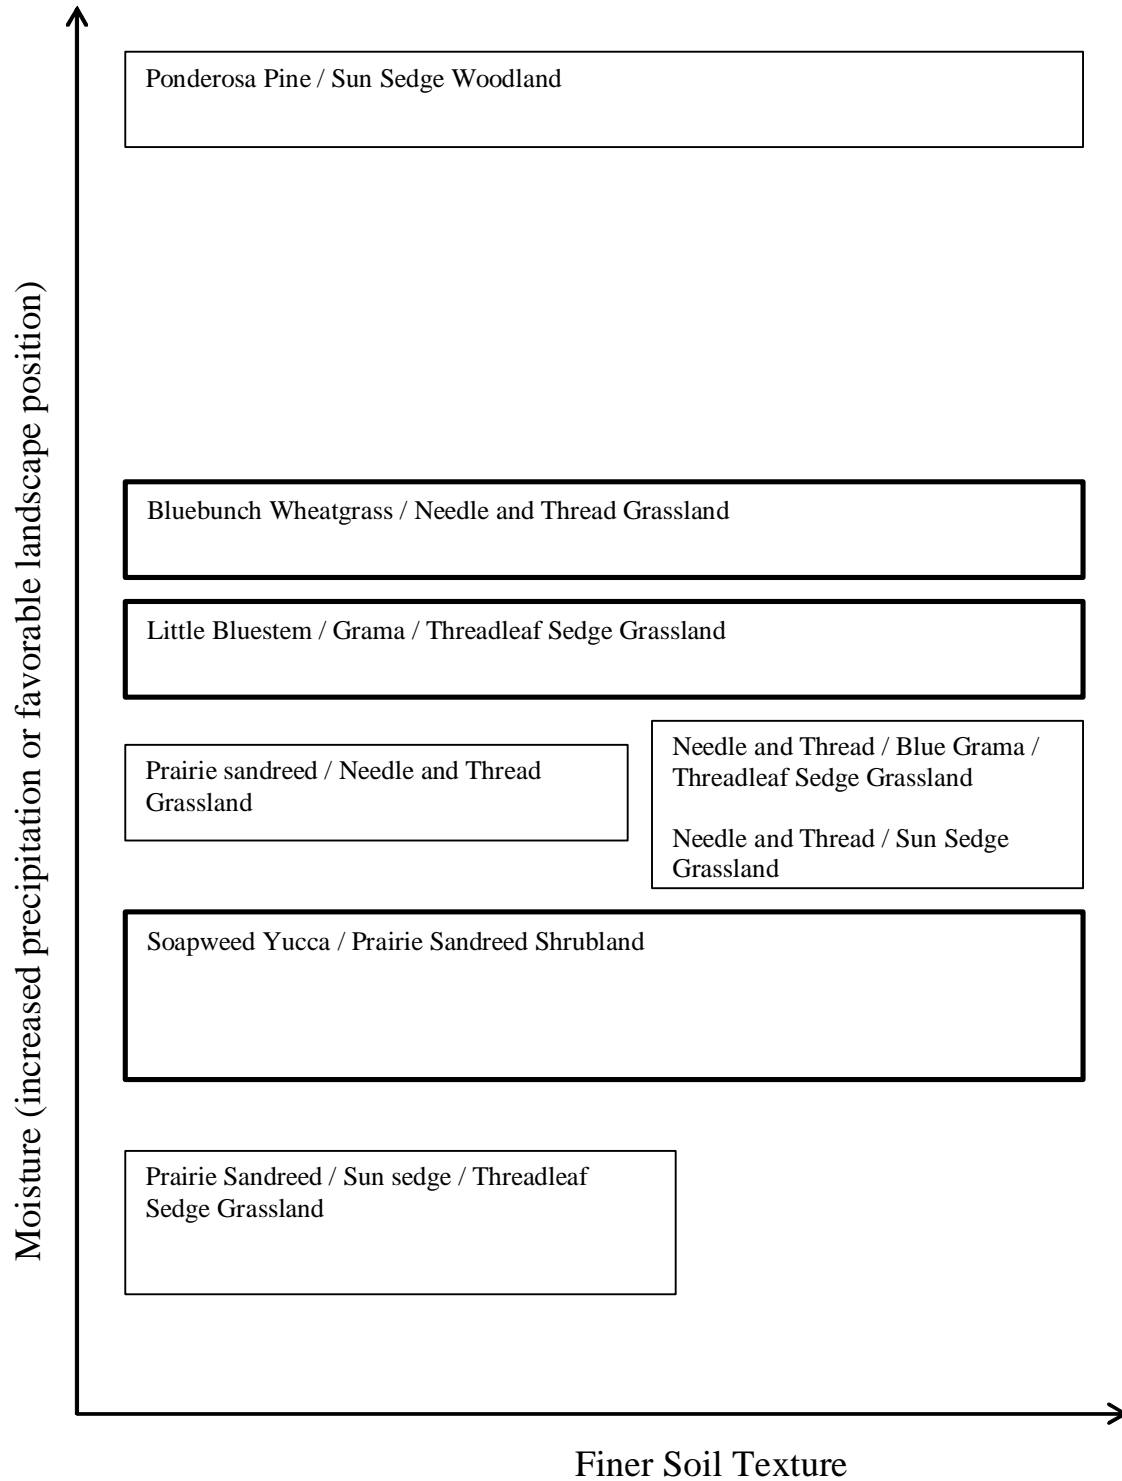 Ponderosa Pine / Sun Sedge Woodland
Moisture (increased precipitation or favorable landscape position)
Bluebunch Wheatgrass / Needle and Thread Grassland
Little Bluestem / Grama / Threadleaf Sedge Grassland
Prairie sandreed / Needle and Thread
Grassland
Needle and Thread / Blue Grama /
Threadleaf Sedge Grassland
Needle and Thread / Sun Sedge
Grassland
Soapweed Yucca / Prairie Sandreed Shrubland
Prairie Sandreed / Sun sedge / Threadleaf
Sedge Grassland
Finer Soil Texture